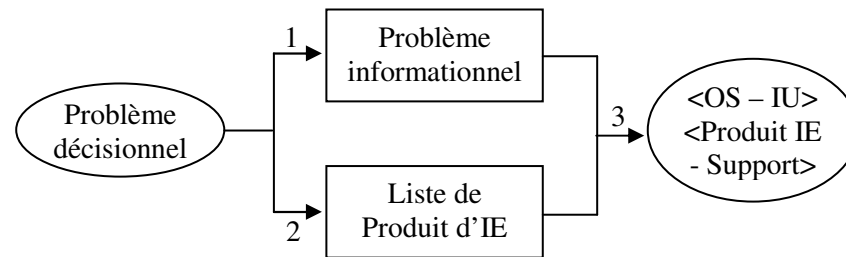 Problème
décisionnel
1
Problème
informationnel
2
Liste de
Produit d’IE
3
<OS – IU>
<Produit IE
- Support>